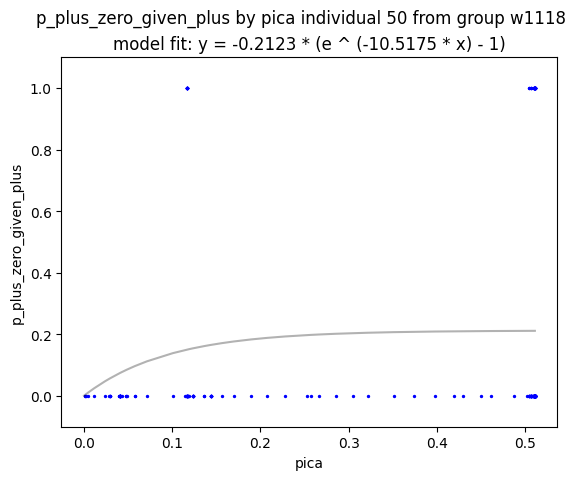 p_plus_zero_given_plus by pica individual 50 from group w1118
model fit: y = -0.2123 * (e ^ (-10.5175 * x) - 1)
1.0
0.8
0.6
0.4
0.2
0.0
p_plus_zero_given_plus
0.0 0.1 0.2 0.3 0.4 0.5
pica